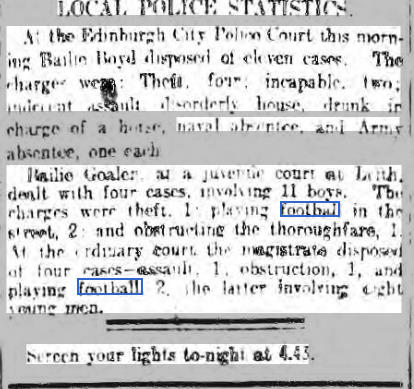 LOCAL POLICE STATISTICS.
At the Edinburgh City Police Court this morn-
ing Bailie Boyd disposed of eleven cases. The
charges were: Theft, four; incapable, two;
indecent assault, disorderly house, drunk in
charge of a horse, naval absentee, and Army
absentee, one each
Bailie Goalen, at a juvenile court at Leith,
dealt with four cases, involving 11 boys. The
charges were theft, 1; playing football in the
street, 2; and obstructing the thoroughfare, 1.
At the ordinary court the magistrate disposed
of four cases—assault, 1, obstruction, 1, and
playing football 2, the latter involving eight
young men.
Screen your lights to-night at 4.43.